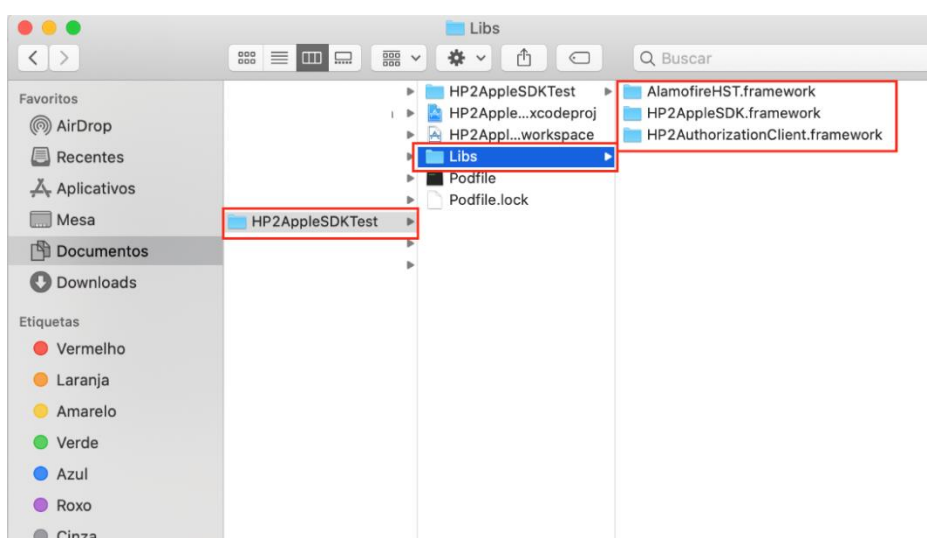 Libs
Buscar
Favoritos
AirDrop
Recentes
Aplicativos
Mesa
Documentos
Downloads
Etiquetas
Vermelho
Laranja
Amarelo
Verde
Azul
Roxo
Cinza
HP2AppleSDKTest
HP2AppleSDKTest
HP2Apple...xcodeproj
HP2Appl...workspace
Libs
Podfile
Podfile.lock
AlamofireHST.framework
HP2AppleSDK.framework
HP2AuthorizationClient.framework